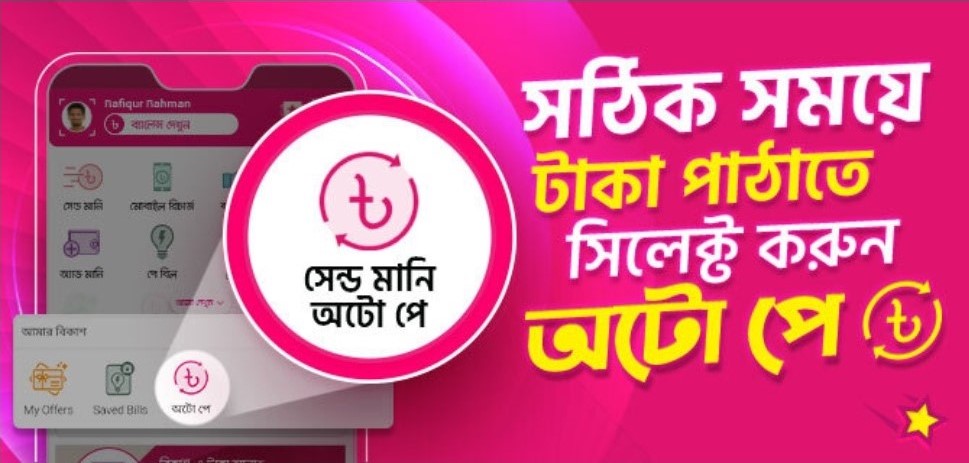 Rafiqur Rahman
ব্যালেন্স দেখুন
সেন্ড মানি
মোবাইল রিচার্জ
অ্যাড মানি
পে বিল
আমার বিকাশ
My Offers
Saved Bills
অটো পে
সেন্ড মানি
অটো পে
সঠিক সময়ে
টাকা পাঠাতে
সিলেক্ট করুন
অটো পে